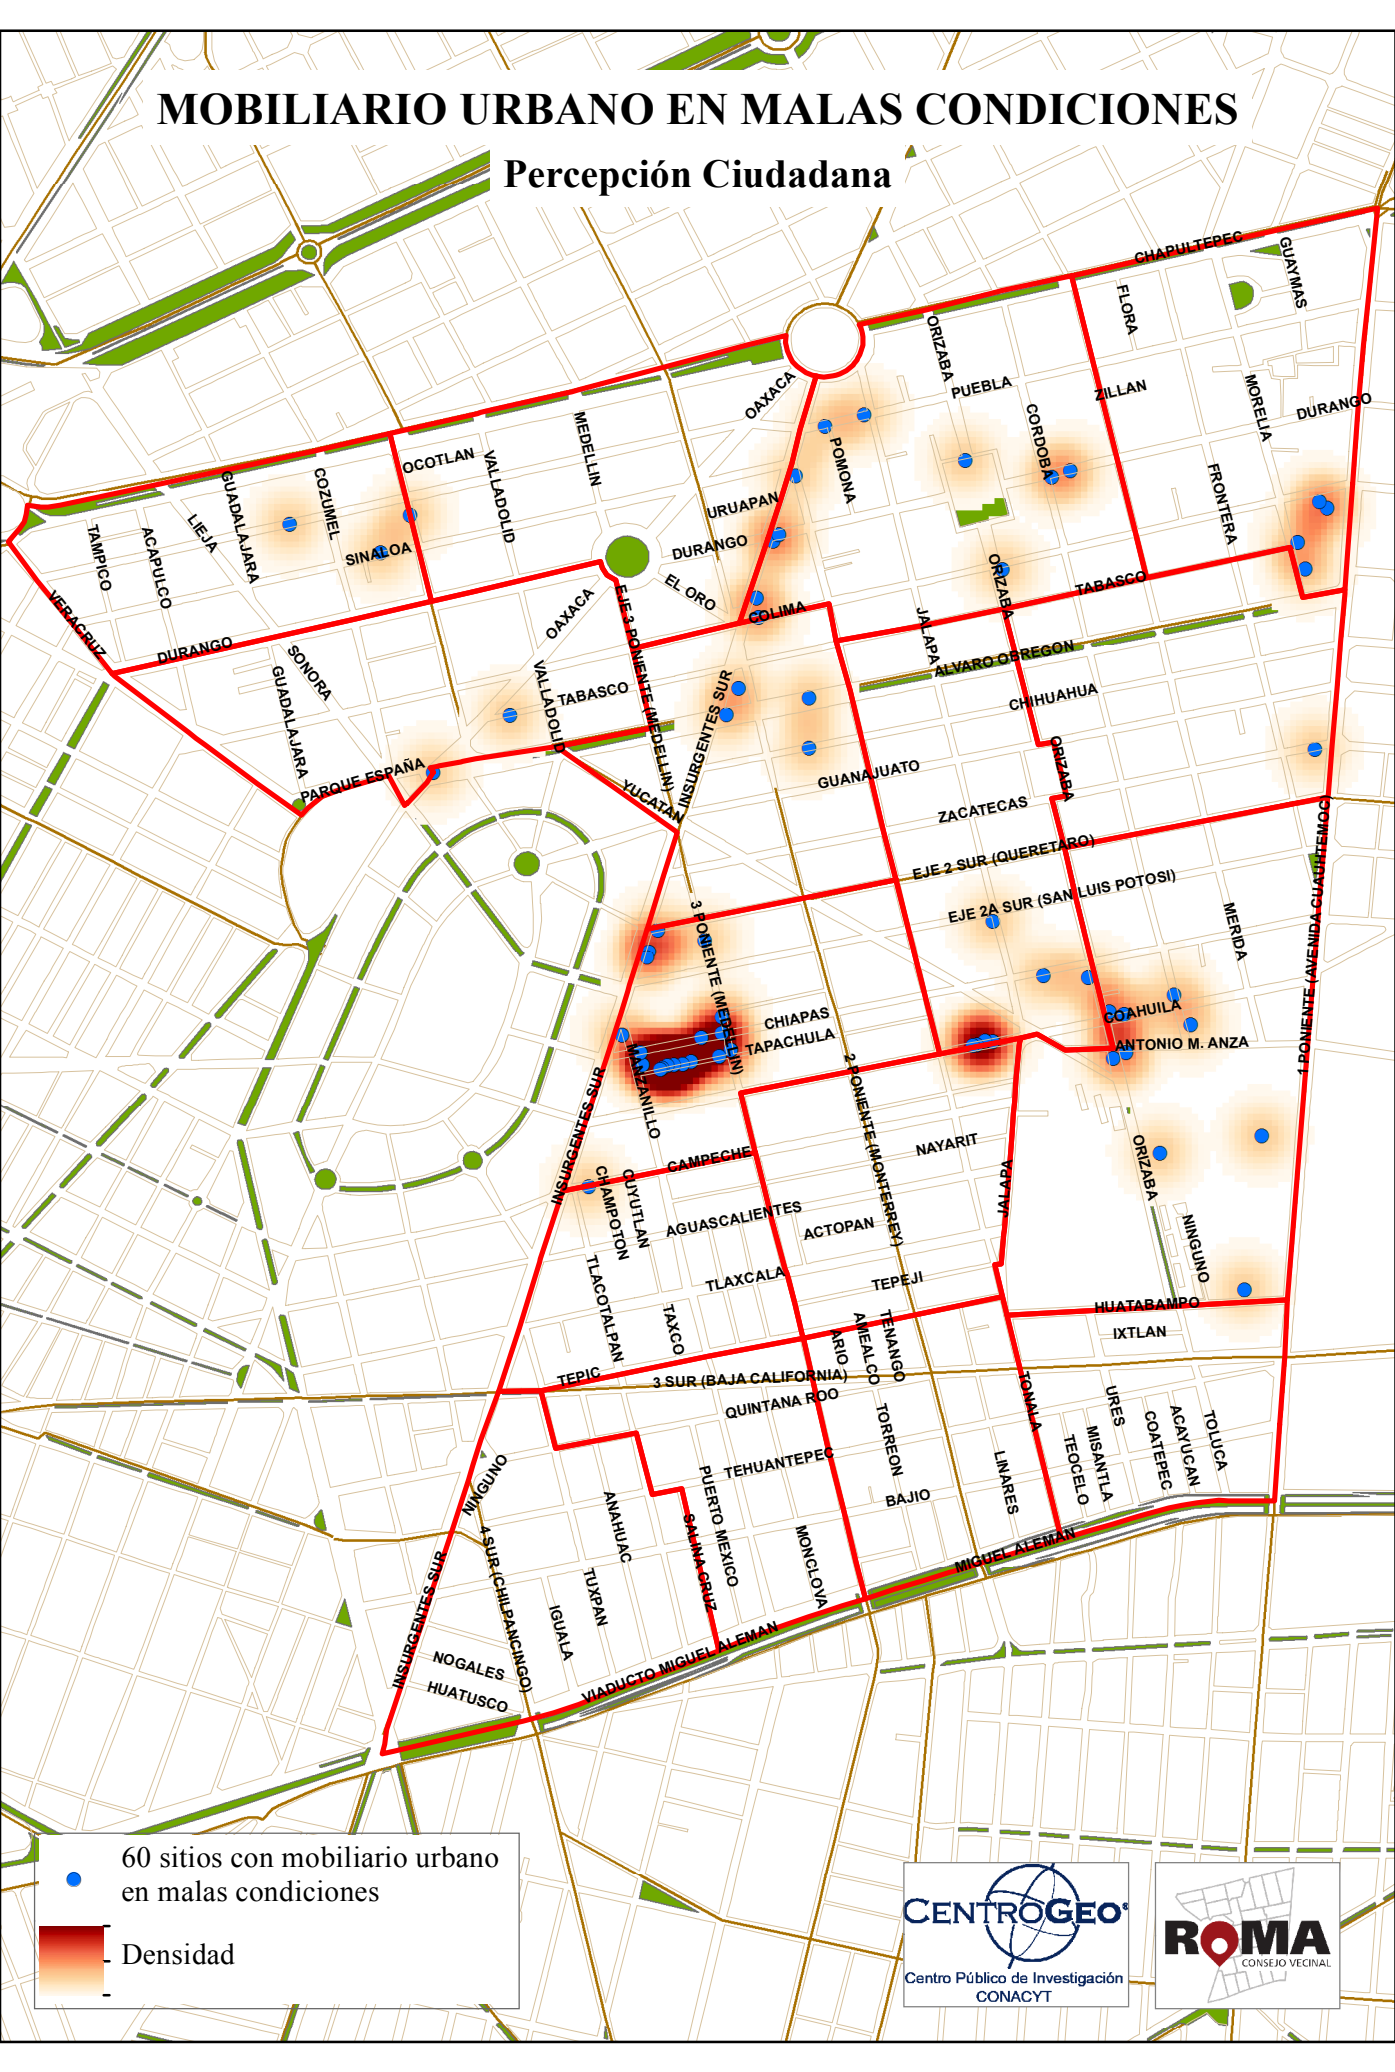 MOBILIARIO URBANO EN MALAS CONDICIONES
Percepción Ciudadana
CHAPULTEPEC
GUAYMAS
FLORA
ORIZABA
OAXACA
PUEBLA
ZILLAN
MORELIA
DURANGO
CORDOBA
MEDELLIN
POMONA
OCOTLAN
VALLADOLID
COZUMEL
GUADALAJARA
FRONTERA
URUAPAN
LIEJA
TAMPICO
ACAPULCO
SINALOA
DURANGO
EL ORO
ORIZABA
TABASCO
VERACRUZ
OAXACA
EJE 3 PONIENTE (MEDELLIN)
COLIMA
JALAPA
DURANGO
SONORA
ALVARO OBREGON
GUADALAJARA
VALLADOLID
TABASCO
INSURGENTES SUR
CHIHUAHUA
ORIZABA
PARQUE ESPAÑA
YUCATAN
GUANAJUATO
ZACATECAS
EJE 2 SUR (QUERETARO)
EJE 2A SUR (SAN LUIS POTOSI)
1 PONIENTE (AVENIDA CUAUHTEMOC)
MERIDA
3 PONIENTE (MEDELLIN)
CHIAPAS
TAPACHULA
COAHUILA
ANTONIO M. ANZA
MANZANILLO
2 PONIENTE (MONTERREY)
INSURGENTES SUR
CAMPECHE
NAYARIT
JALAPA
ORIZABA
CUYUTLAN
CHAMPOTON
AGUASCALIENTES
ACTOPAN
NINGUNO
TLAXCALA
TEPEJI
TLACOTALPAN
TAXCO
HUATABAMPO
IXTLAN
ARIO
AMEALCO
TENANGO
TEPIC
3 SUR (BAJA CALIFORNIA)
QUINTANA ROO
TONALA
URES
TORREON
MISANTLA
TEOCELO
COATEPEC
ACAYUCAN
TOLUCA
NINGUNO
TEHUANTEPEC
PUERTO MEXICO
LINARES
BAJIO
ANAHUAC
SALINA CRUZ
MONCLOVA
MIGUEL ALEMAN
4 SUR (CHILPANCINGO)
INSURGENTES SUR
TUXPAN
IGUALA
NOGALES
HUATUSCO
VIADUCTO MIGUEL ALEMAN
60 sitios con mobiliario urbano
en malas condiciones
Densidad
CENTROGEO®
Centro Público de Investigación
CONACYT
ROMA
CONSEJO VECINAL